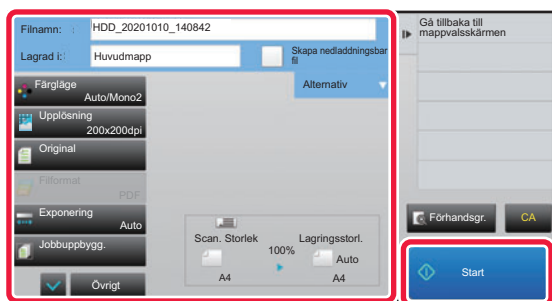 Filnamn: : HDD_20201010_140842
Lagrad i: Huvudmapp
Skapa nedladdningsbar
fil
Färgläge
Auto/Mono2
Alternativ
Upplösning
200x200dpi
Original
Filformat
PDF
Exponering
Auto
Jobbuppbygg.
Övrigt
Scan. Storlek
A4
100%
Lagringsstorl.
Auto
A4
Gå tillbaka till
mappvalsskärmen
Förhandsgr.
CA
Start